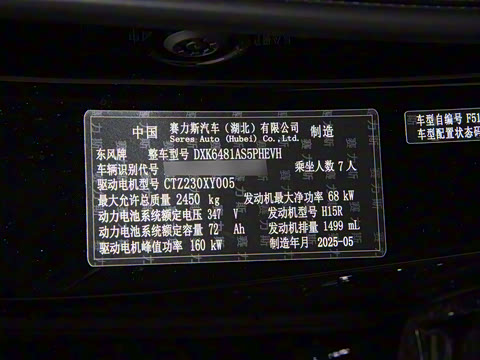 中国 赛力斯汽车(湖北)有限公司 制造
Seres Auto (Hubei) Co.,Ltd.
东风牌 整车型号 DXK6481AS5PHEVH
车辆识别代号 乘坐人数 7 人
驱动电机型号 CTZ230XY005
最大允许总质量 2450 kg 发动机最大净功率 68 kW
动力电池系统额定电压 347 V 发动机型号 H15R
动力电池系统额定容量 72 Ah 发动机排量 1499 mL
驱动电机峰值功率 160 kW 制造年月 2025-05
车型自编号 F51
车型配置状态码